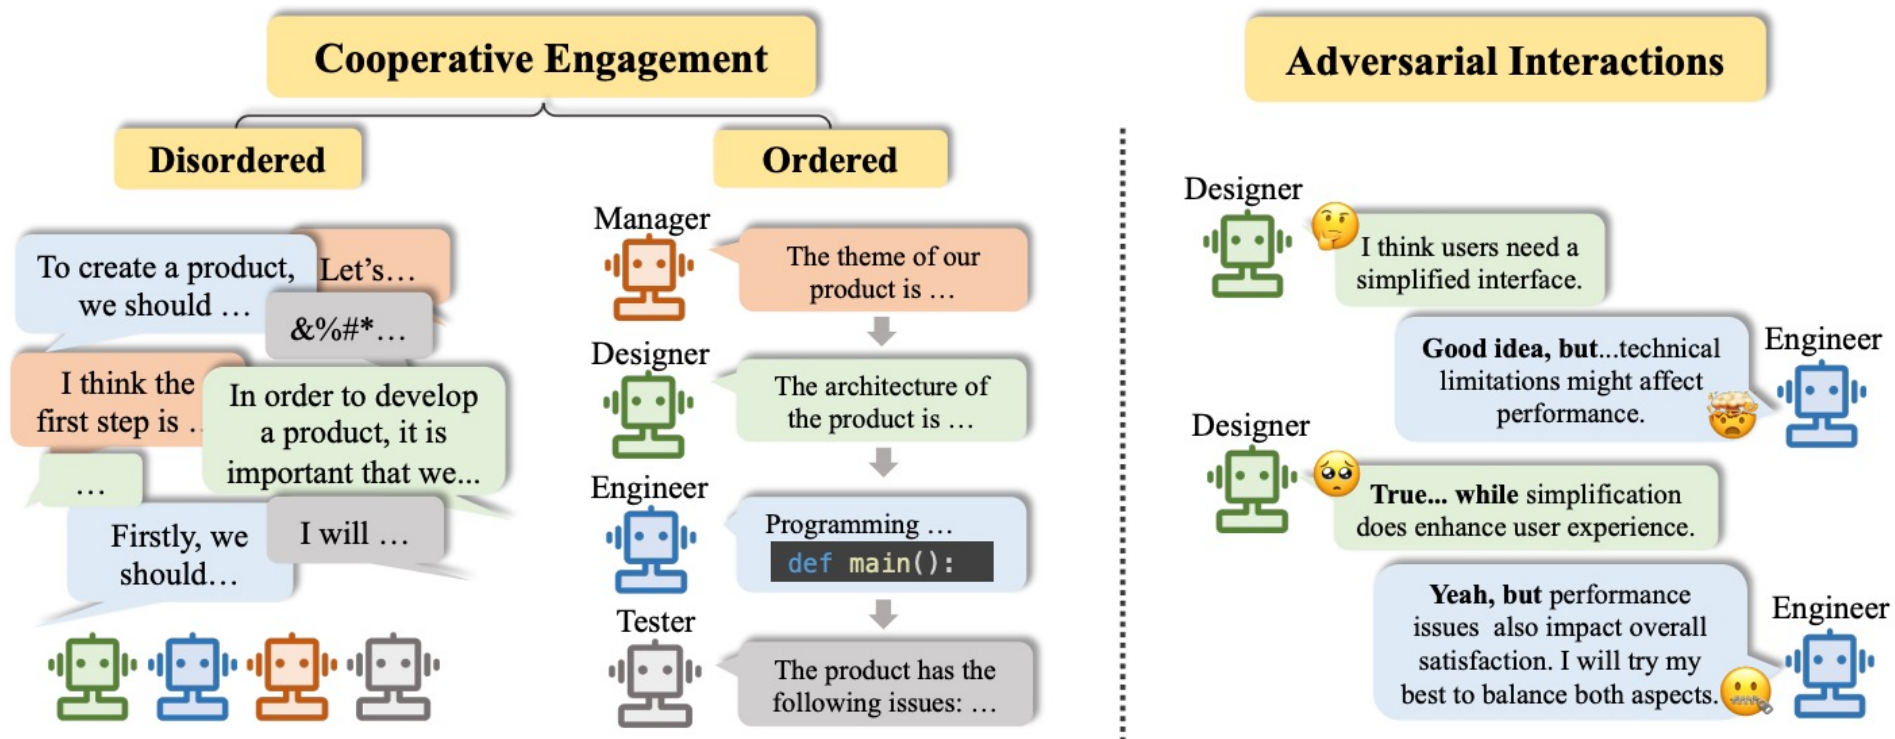 Cooperative Engagement
Disordered
Ordered
To create a product,
we should …
Let’s…
&%#*…
I think the
first step is ..
In order to develop
a product, it is
important that we...
…
Firstly, we
should…
I will …
Manager
The theme of our
product is …
Designer
The architecture of
the product is …
Engineer
Programming …
def main():
Tester
The product has the
following issues: …
Adversarial Interactions
Designer
I think users need a
simplified interface.
Engineer
Good idea, but...technical
limitations might affect
performance.
Designer
True... while simplification
does enhance user experience.
Engineer
Yeah, but performance
issues also impact overall
satisfaction. I will try my
best to balance both aspects.